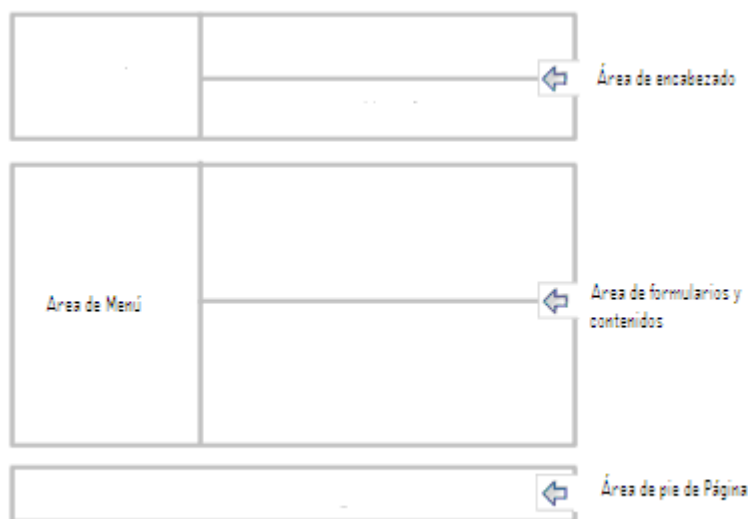 Área de encabezado
Area de Menú
Area de formularios y
contenidos
Área de pie de Página